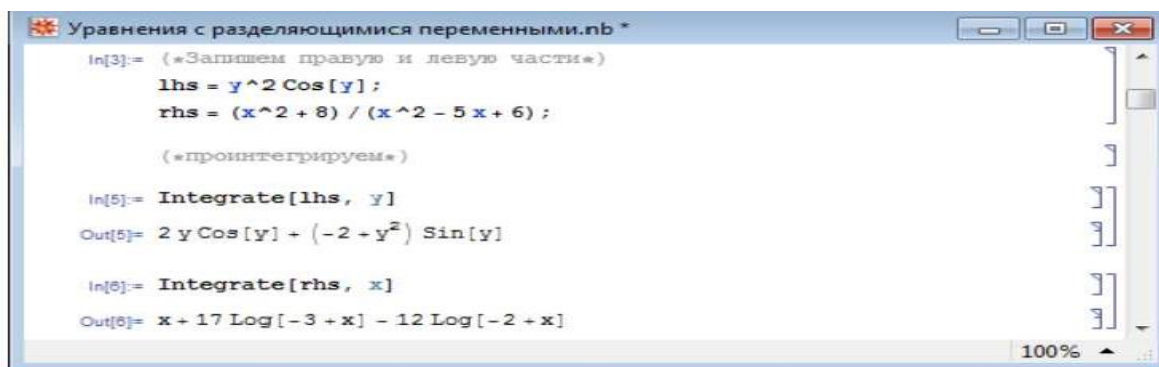 Уравнения с разделяющимися переменными.nb *
In[3]:= (*Запишем правую и левую части*)
lhs = y^2 Cos[y];
rhs = (x^2 + 8) / (x^2 - 5 x + 6);
(*проинтегрируем*)
In[5]:= Integrate[lhs, y]
Out[5]= 2 y Cos[y] + (-2 + y²) Sin[y]
In[6]:= Integrate[rhs, x]
Out[6]= x + 17 Log[-3 + x] - 12 Log[-2 + x]
100%